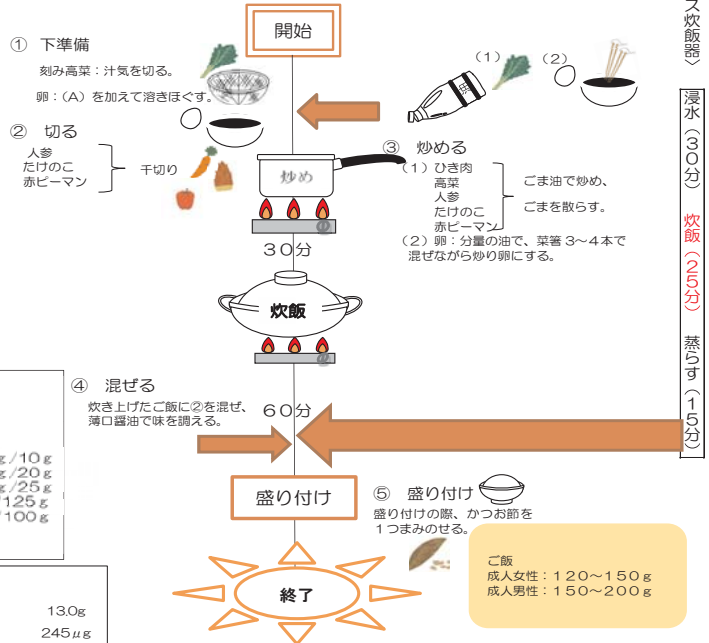 開始
① 下準備
刻み高菜：汁気を切る。
卵：（A）を加えて溶きほぐす。
（1）
（2）
② 切る
人参
たけのこ
赤ピーマン
千切り
炒め
③ 炒める
（1）ひき肉
高菜
人参
たけのこ
赤ピーマン
ごま油で炒め、
ごまを散らす。
（2）卵：分量の油で、菜箸3～4本で
混ぜながら炒り卵にする。
30分
炊飯
④ 混ぜる
炊き上げたご飯に②を混ぜ、
薄口醤油で味を調える。
60分
盛り付け
⑤ 盛り付け
盛り付けの際、かつお節を
1つまみのせる。
終了
ご飯
成人女性：120～150g
成人男性：150～200g
ス炊飯器〉
浸水（30分） 炊飯（25分） 蒸らす（15分）
g/10g
g/20g
g/25g
/125g
/100g
13.0g
245μg